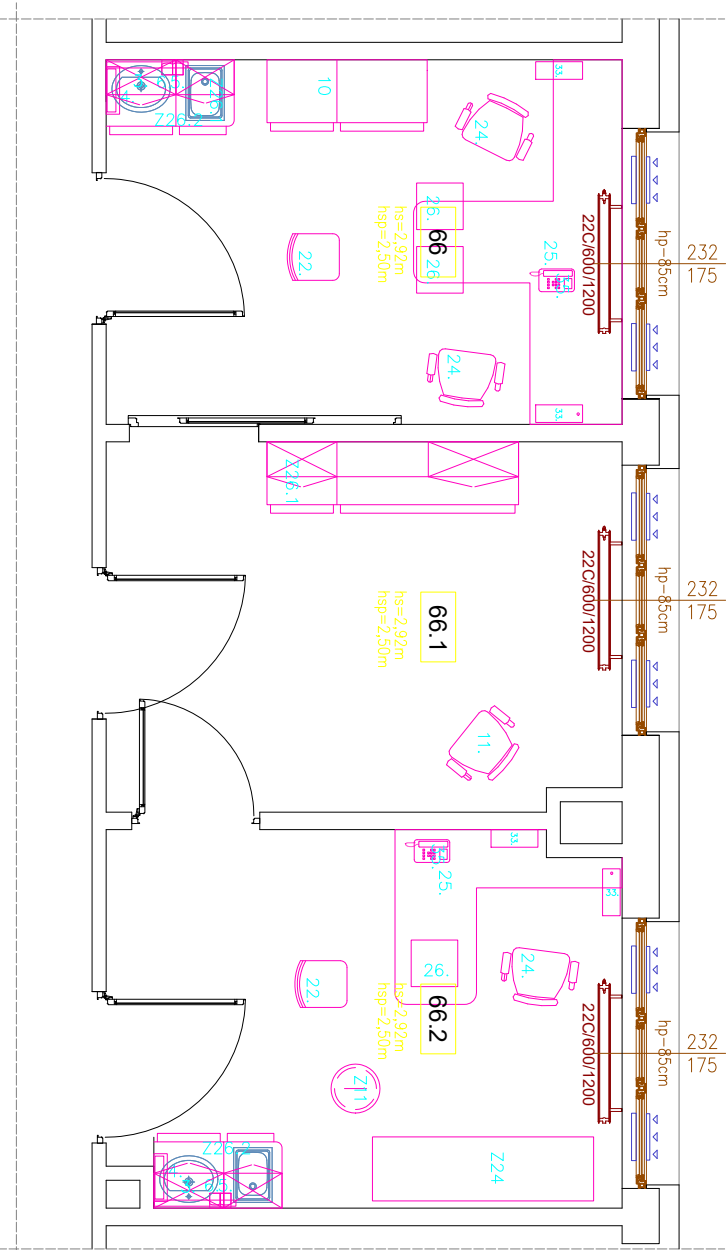 33.
10
24.
Z26.2
26.
66
26
hs=2,92m
hsp=2,50m
22.
25.
22C/600/1200
hp-85cm
232
175
24.
33.
Z26.1
66.1
hs=2,92m
hsp=2,50m
22C/600/1200
hp-85cm
232
175
11.
33.
25.
33.
26.
24.
22.
66.2
hs=2,92m
hsp=2,50m
22C/600/1200
hp-85cm
232
175
Z11
Z26.2
Z24